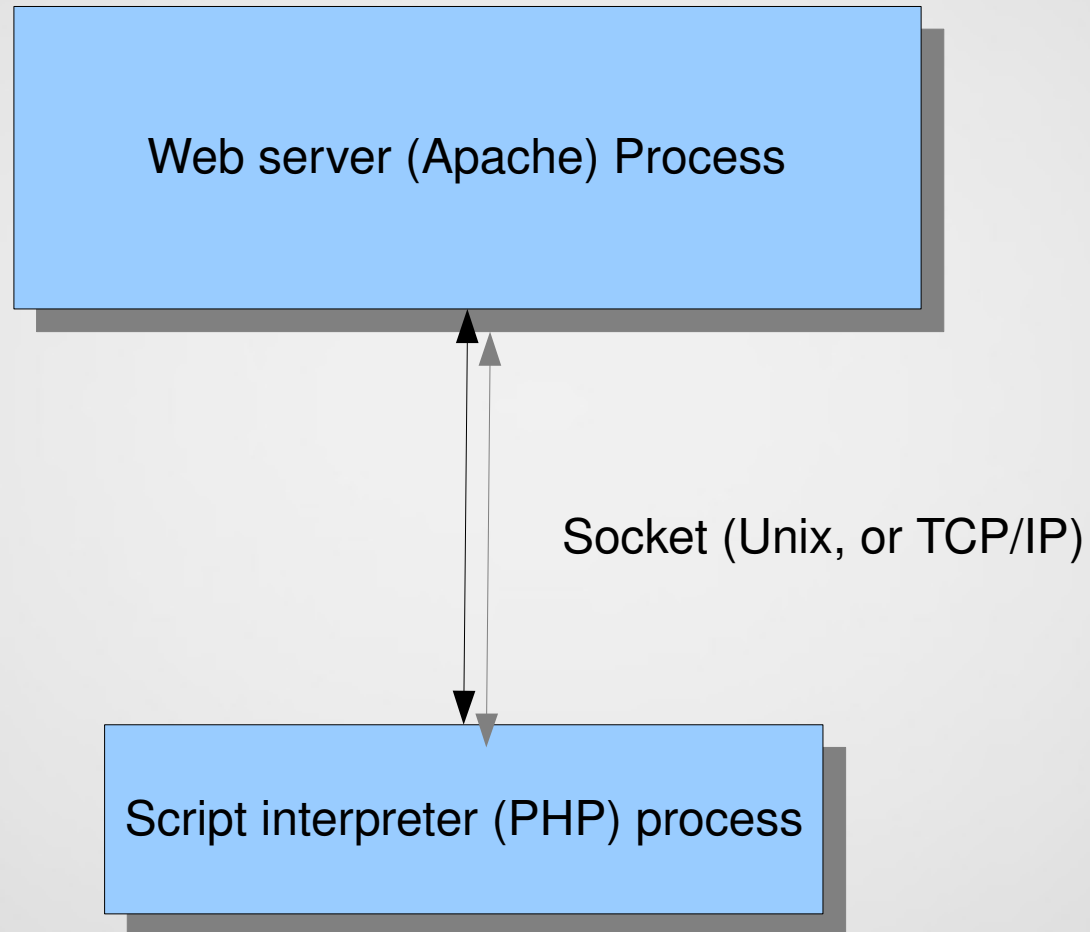 Web server (Apache) Process
Socket (Unix, or TCP/IP)
Script interpreter (PHP) process